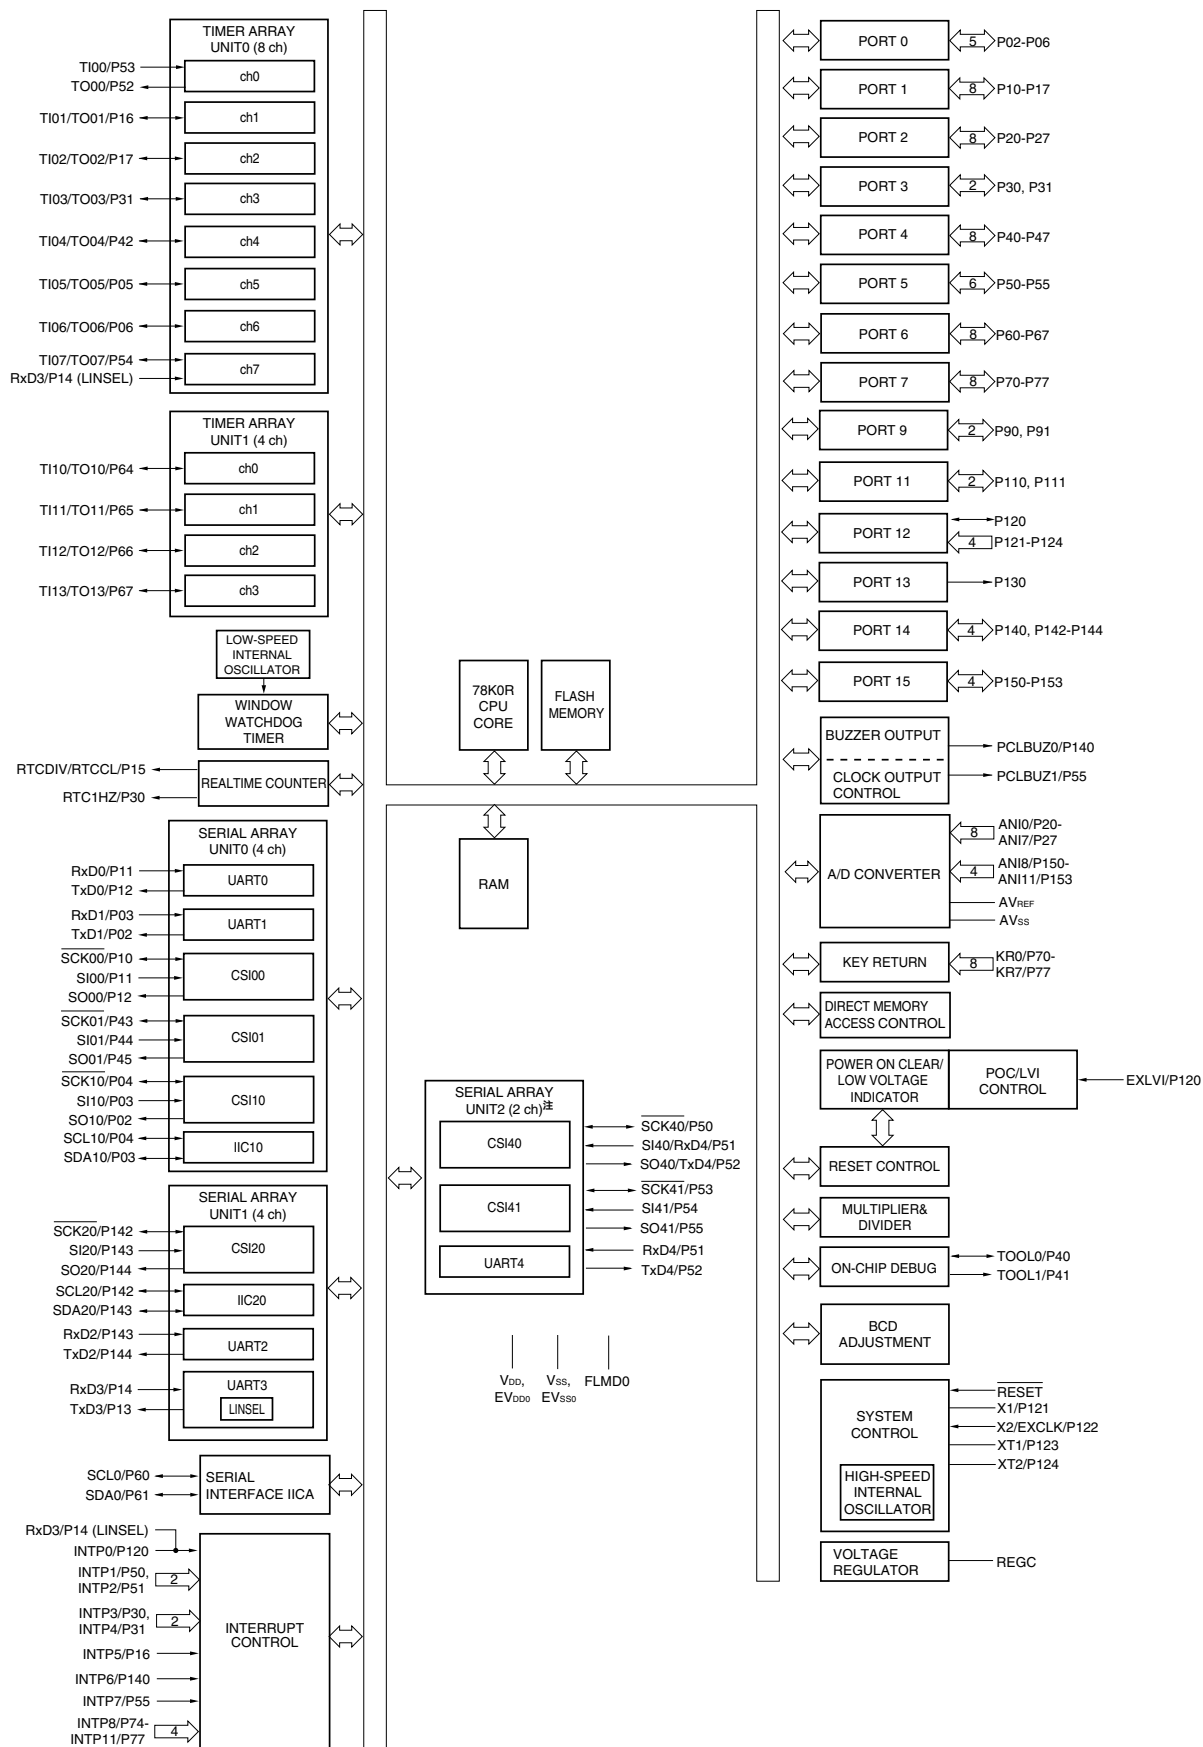 TIMER ARRAY
UNIT0 (8 ch)
TI00/P53
TO00/P52
ch0
TI01/TO01/P16
ch1
TI02/TO02/P17
ch2
TI03/TO03/P31
ch3
TI04/TO04/P42
ch4
TI05/TO05/P05
ch5
TI06/TO06/P06
ch6
TI07/TO07/P54
RxD3/P14 (LINSEL)
ch7
TIMER ARRAY
UNIT1 (4 ch)
TI10/TO10/P64
ch0
TI11/TO11/P65
ch1
TI12/TO12/P66
ch2
TI13/TO13/P67
ch3
LOW-SPEED
INTERNAL
OSCILLATOR
WINDOW
WATCHDOG
TIMER
RTCDIV/RTCCL/P15
RTC1HZ/P30
REALTIME COUNTER
SERIAL ARRAY
UNIT0 (4 ch)
RxD0/P11
TxD0/P12
UART0
RxD1/P03
TxD1/P02
UART1
SCK00/P10
SI00/P11
SO00/P12
CSI00
SCK01/P43
SI01/P44
SO01/P45
CSI01
SCK10/P04
SI10/P03
SO10/P02
CSI10
SCL10/P04
SDA10/P03
IIC10
SERIAL ARRAY
UNIT1 (4 ch)
SCK20/P142
SI20/P143
SO20/P144
CSI20
SCL20/P142
SDA20/P143
IIC20
RxD2/P143
TxD2/P144
UART2
RxD3/P14
TxD3/P13
UART3
LINSEL
SCL0/P60
SDA0/P61
SERIAL
INTERFACE IICA
RxD3/P14 (LINSEL)
INTP0/P120
INTP1/P50,
INTP2/P51
2
INTP3/P30,
INTP4/P31
2
INTP5/P16
INTP6/P140
INTP7/P55
INTP8/P74-
INTP11/P77
4
INTERRUPT
CONTROL
78K0R
CPU
CORE
FLASH
MEMORY
RAM
SERIAL ARRAY
UNIT2 (2 ch)注
CSI40
SCK40/P50
SI40/RxD4/P51
SO40/TxD4/P52
CSI41
SCK41/P53
SI41/P54
SO41/P55
UART4
RxD4/P51
TxD4/P52
VDD,
EVDD0
VSS,
EVSS0
FLMD0
PORT 0
5
P02-P06
PORT 1
8
P10-P17
PORT 2
8
P20-P27
PORT 3
2
P30, P31
PORT 4
8
P40-P47
PORT 5
6
P50-P55
PORT 6
8
P60-P67
PORT 7
8
P70-P77
PORT 9
2
P90, P91
PORT 11
2
P110, P111
PORT 12
P120
4
P121-P124
PORT 13
P130
PORT 14
4
P140, P142-P144
PORT 15
4
P150-P153
BUZZER OUTPUT
PCLBUZ0/P140
CLOCK OUTPUT
CONTROL
PCLBUZ1/P55
A/D CONVERTER
8
ANI0/P20-
ANI7/P27
4
ANI8/P150-
ANI11/P153
AVREF
AVSS
KEY RETURN
8
KR0/P70-
KR7/P77
DIRECT MEMORY
ACCESS CONTROL
POWER ON CLEAR/
LOW VOLTAGE
INDICATOR
POC/LVI
CONTROL
EXLVI/P120
RESET CONTROL
MULTIPLIER&
DIVIDER
ON-CHIP DEBUG
TOOL0/P40
TOOL1/P41
BCD
ADJUSTMENT
SYSTEM
CONTROL
HIGH-SPEED
INTERNAL
OSCILLATOR
RESET
X1/P121
X2/EXCLK/P122
XT1/P123
XT2/P124
VOLTAGE
REGULATOR
REGC